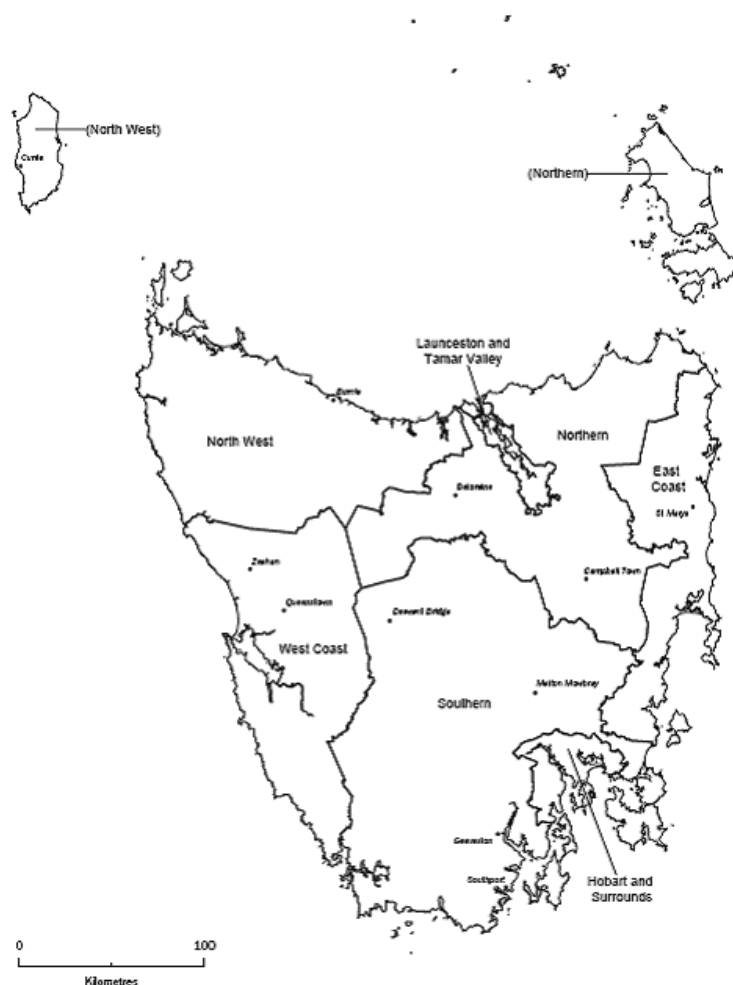 (North West)
Currie
(Northern)
Launceston and
Tamar Valley
Burnie
North West
Northern
East
Coast
Deloraine
St Marys
Zeehan
Campbell Town
Queenstown
Derwent Bridge
West Coast
Melton Mowbray
Southern
Geeveston
Southport
Hobart and
Surrounds
0
100
Kilometres